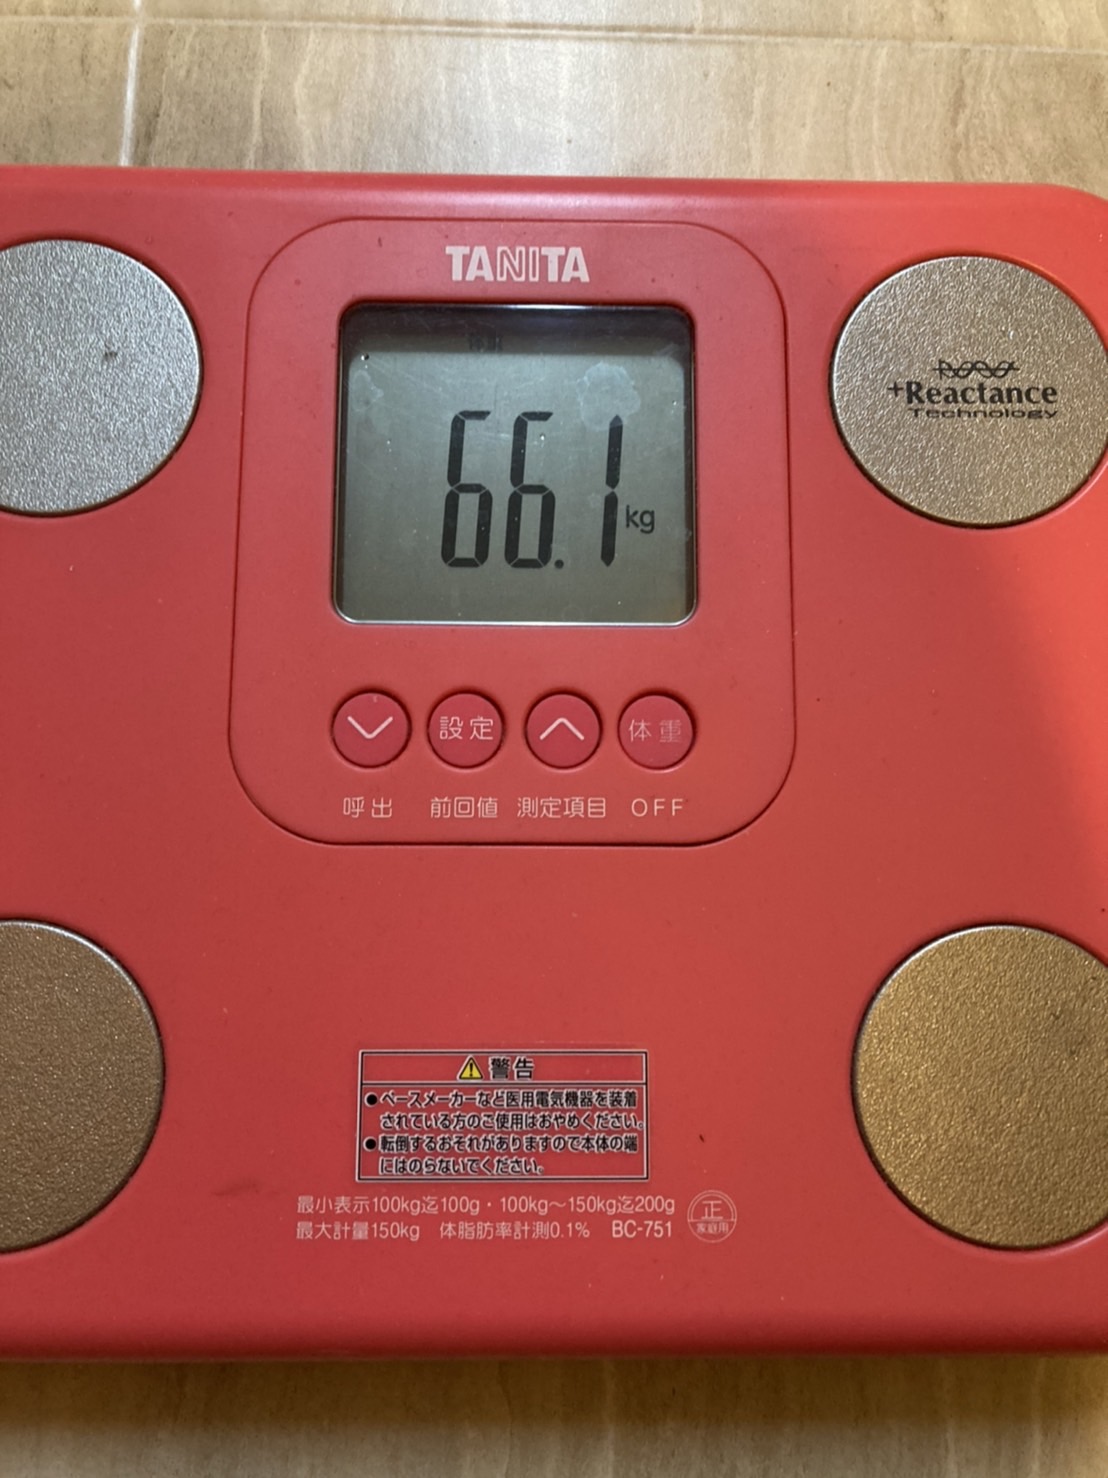 TANITA
66.1kg
+Reactance
Technology
設定
体重
呼出 前回値 測定項目 OFF
⚠警告
●ペースメーカーなど医用電気機器を装着
されている方のご使用はおやめください。
●転倒するおそれがありますので本体の端
にはのらないでください。
最小表示100kg迄100g・100kg〜150kg迄200g
最大計量150kg 体脂肪率計測0.1% BC-751
正
家庭用